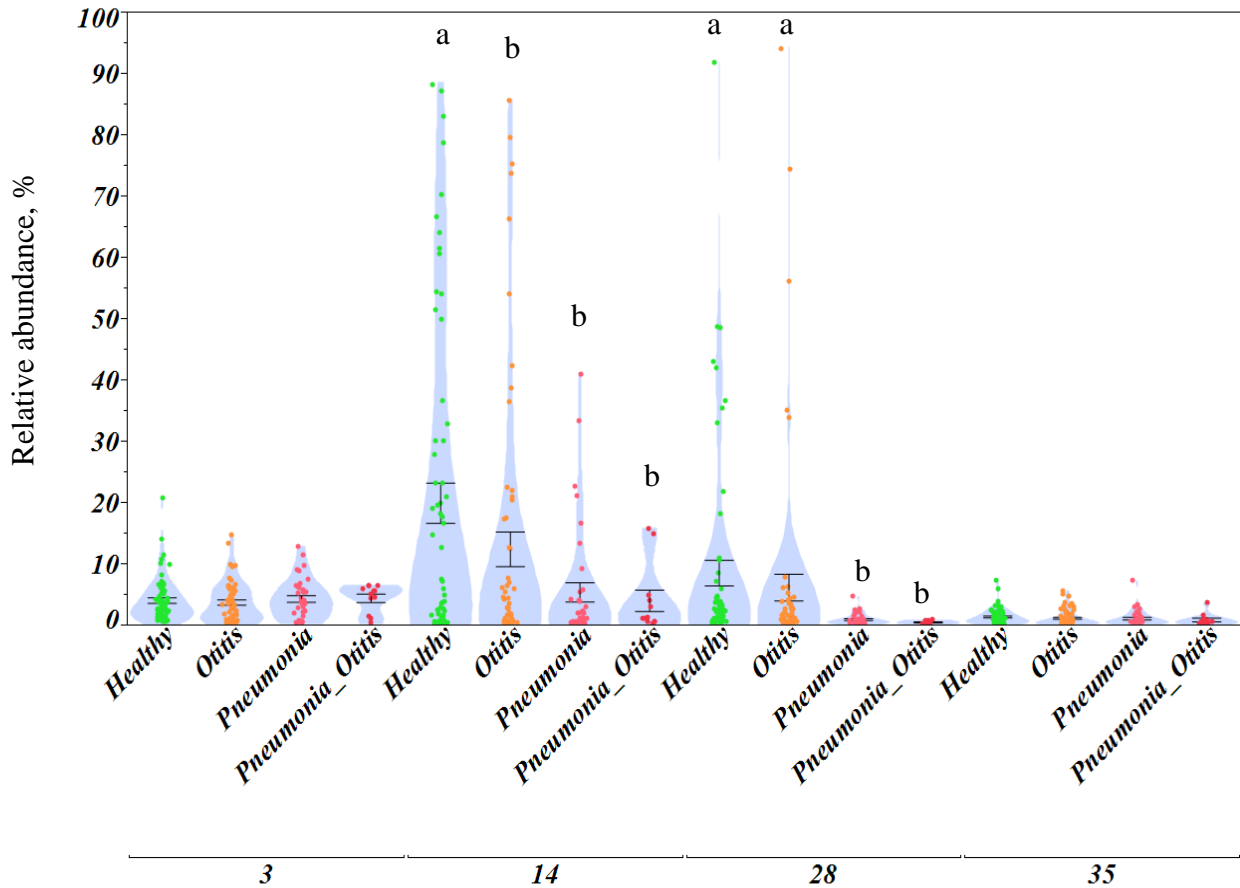 Relative abundance, %
100
90
80
70
60
50
40
30
20
10
0
a
b
b
b
a
a
b
b
Healthy
Otitis
Pneumonia
Pneumonia_Otitis
Healthy
Otitis
Pneumonia
Pneumonia_Otitis
Healthy
Otitis
Pneumonia
Pneumonia_Otitis
Healthy
Otitis
Pneumonia
Pneumonia_Otitis
3
14
28
35